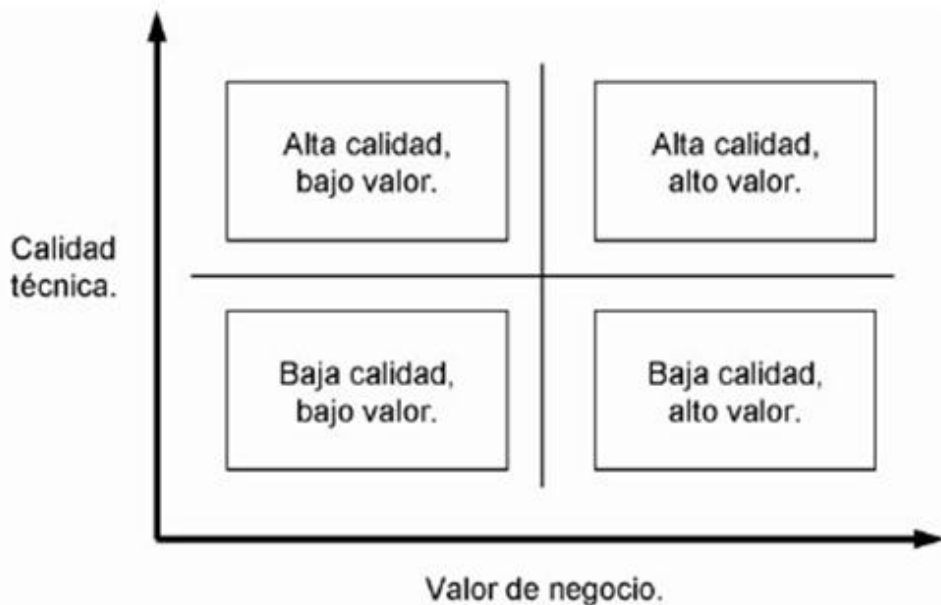 Alta calidad,
bajo valor.
Alta calidad,
alto valor.
Calidad
técnica.
Baja calidad,
bajo valor.
Baja calidad,
alto valor.
Valor de negocio.